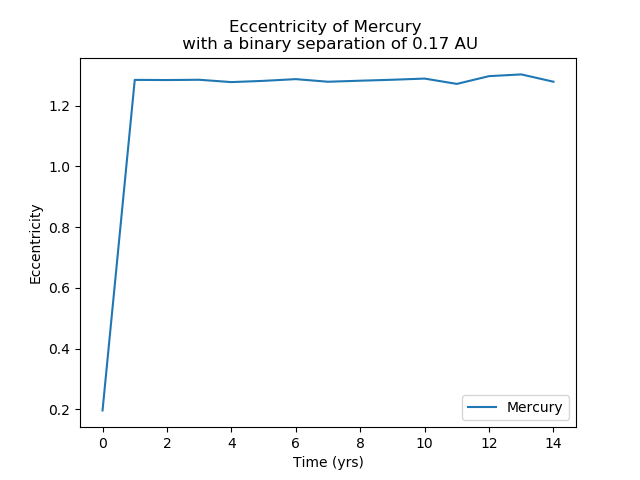 Eccentricity of Mercury
with a binary separation of 0.17 AU
Eccentricity
1.2
1.0
0.8
0.6
0.4
0.2
Mercury
0 2 4 6 8 10 12 14
Time (yrs)